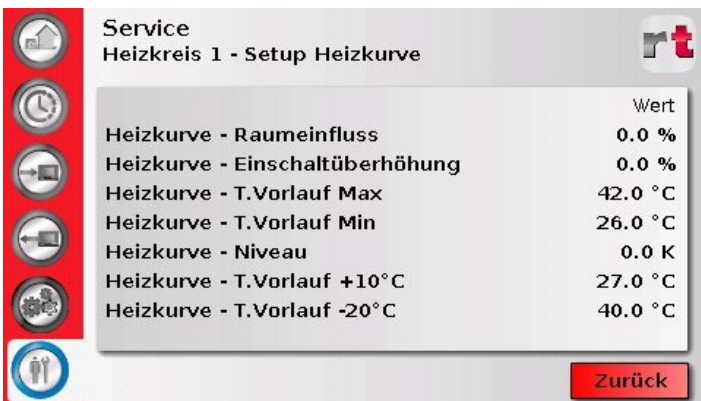 Service
Heizkreis 1 - Setup Heizkurve
rt
Wert
Heizkurve - Raumeinfluss 0.0 %
Heizkurve - Einschaltüberhöhung 0.0 %
Heizkurve - T.Vorlauf Max 42.0 °C
Heizkurve - T.Vorlauf Min 26.0 °C
Heizkurve - Niveau 0.0 K
Heizkurve - T.Vorlauf +10°C 27.0 °C
Heizkurve - T.Vorlauf -20°C 40.0 °C
Zurück